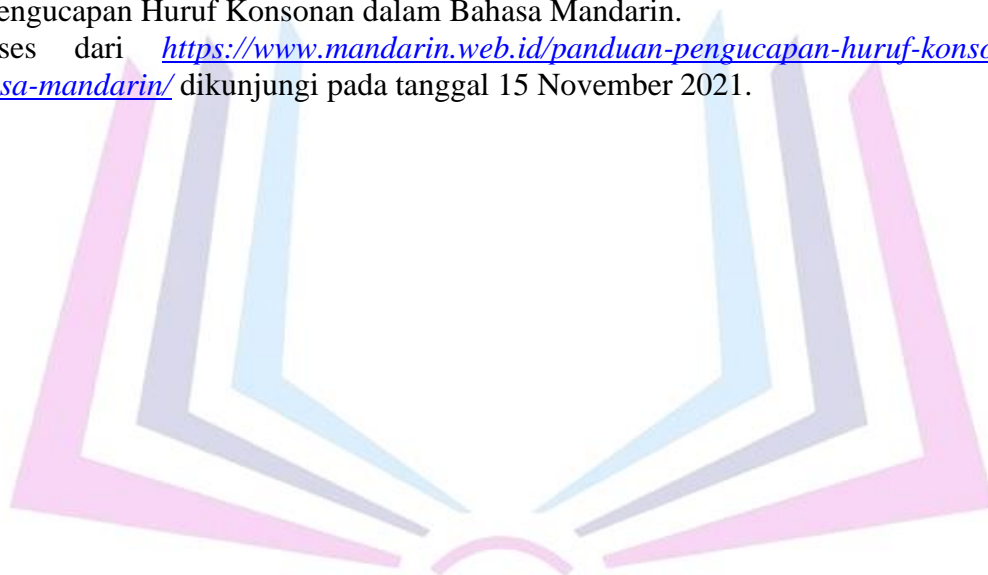 engucapan Huruf Konsonan dalam Bahasa Mandarin.
ses dari https://www.mandarin.web.id/panduan-pengucapan-huruf-konso
sa-mandarin/ dikunjungi pada tanggal 15 November 2021.